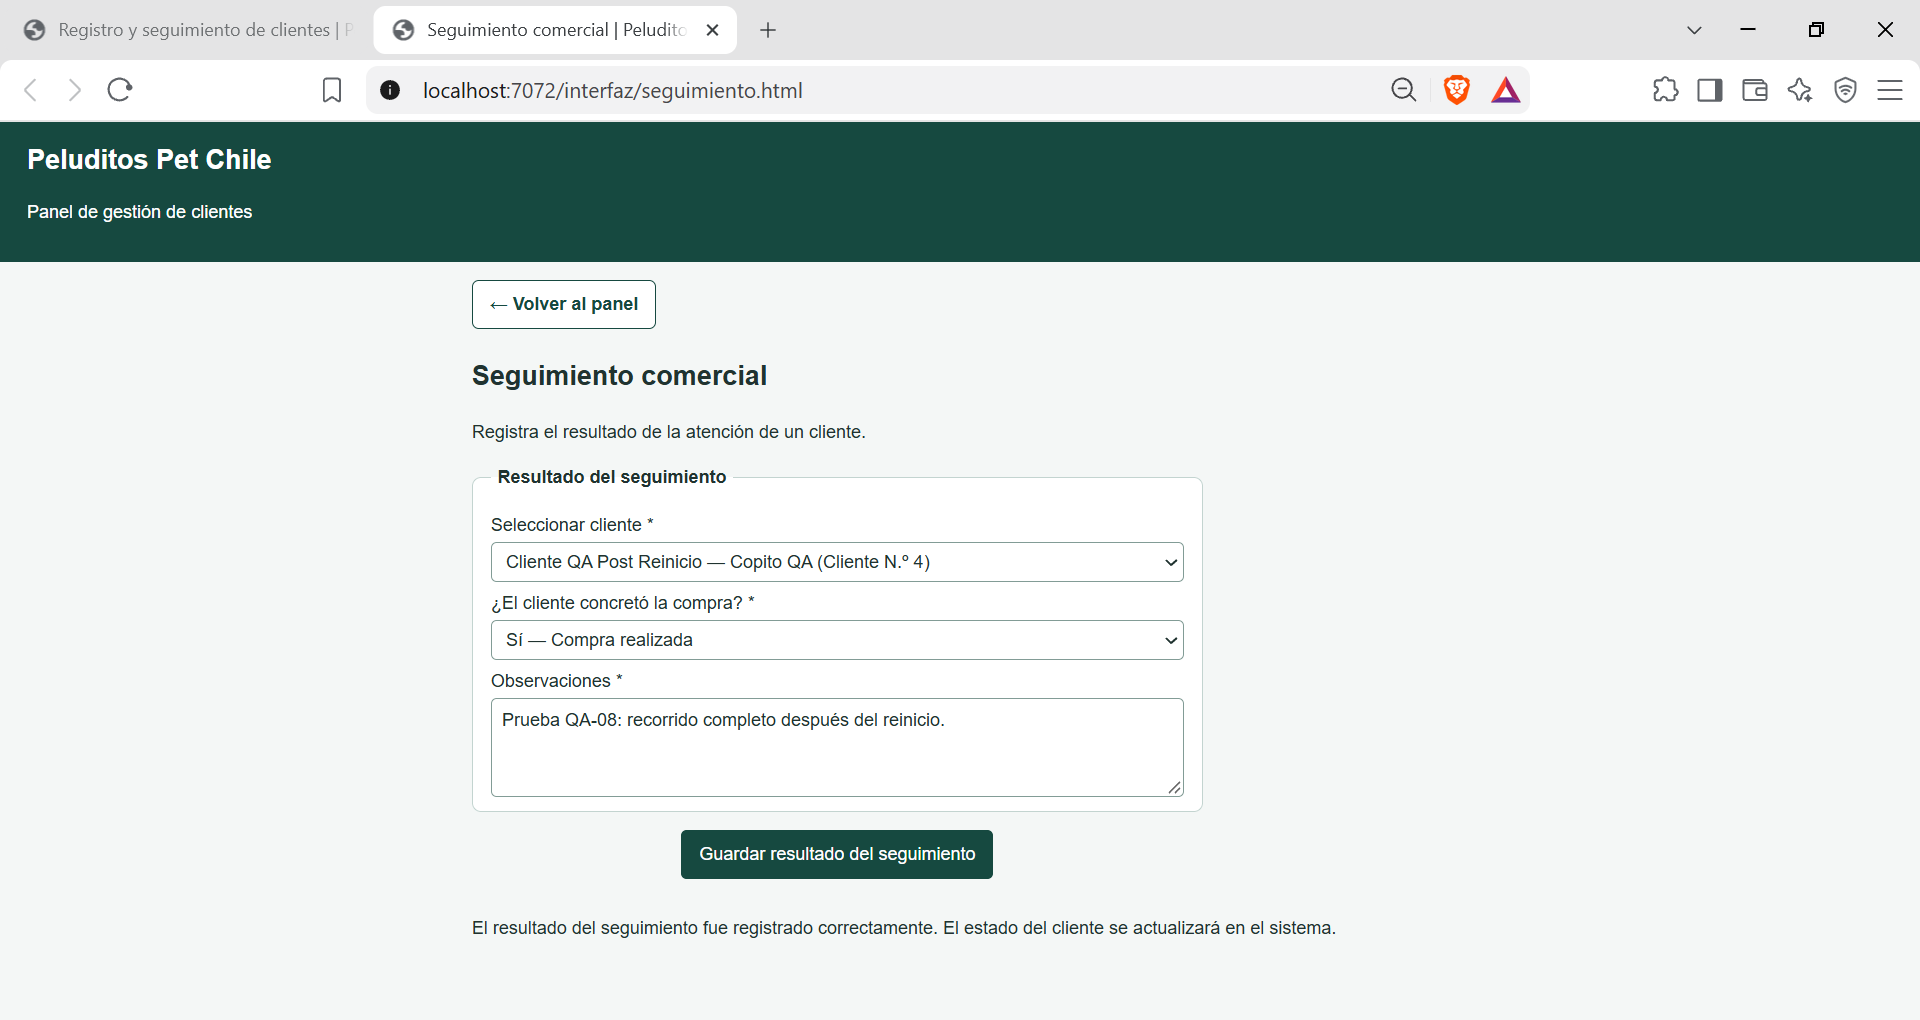 Registro y seguimiento de clientes | P
Seguimiento comercial | Peludito
localhost:7072/interfaz/seguimiento.html
Peluditos Pet Chile
Panel de gestión de clientes
← Volver al panel
Seguimiento comercial
Registra el resultado de la atención de un cliente.
Resultado del seguimiento
Seleccionar cliente *
Cliente QA Post Reinicio — Copito QA (Cliente N.º 4)
¿El cliente concretó la compra? *
Sí — Compra realizada
Observaciones *
Prueba QA-08: recorrido completo después del reinicio.
Guardar resultado del seguimiento
El resultado del seguimiento fue registrado correctamente. El estado del cliente se actualizará en el sistema.